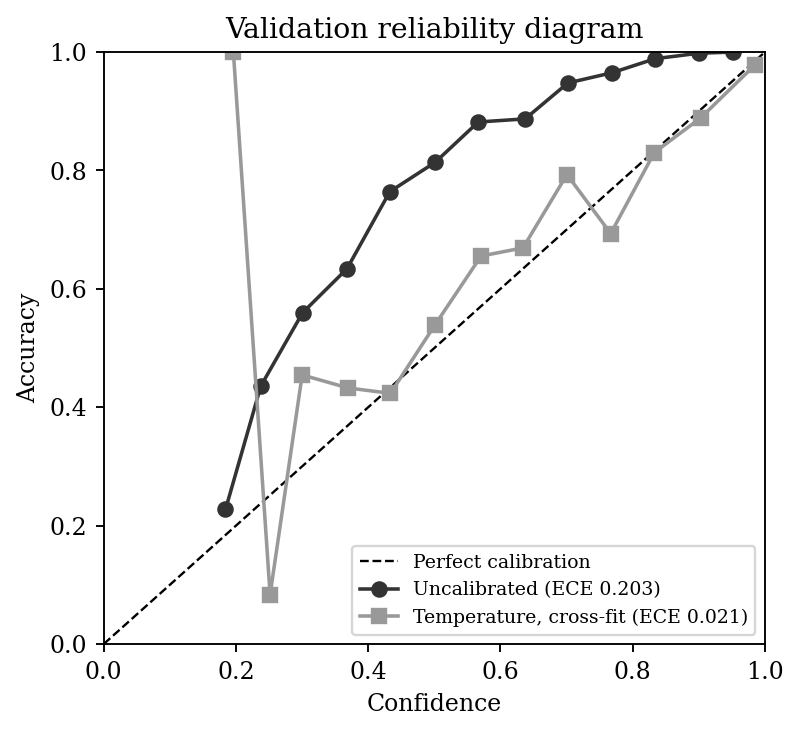 Validation reliability diagram
1.0
0.8
0.6
0.4
0.2
0.0
Accuracy
Perfect calibration
Uncalibrated (ECE 0.203)
Temperature, cross-fit (ECE 0.021)
0.0 0.2 0.4 0.6 0.8 1.0
Confidence